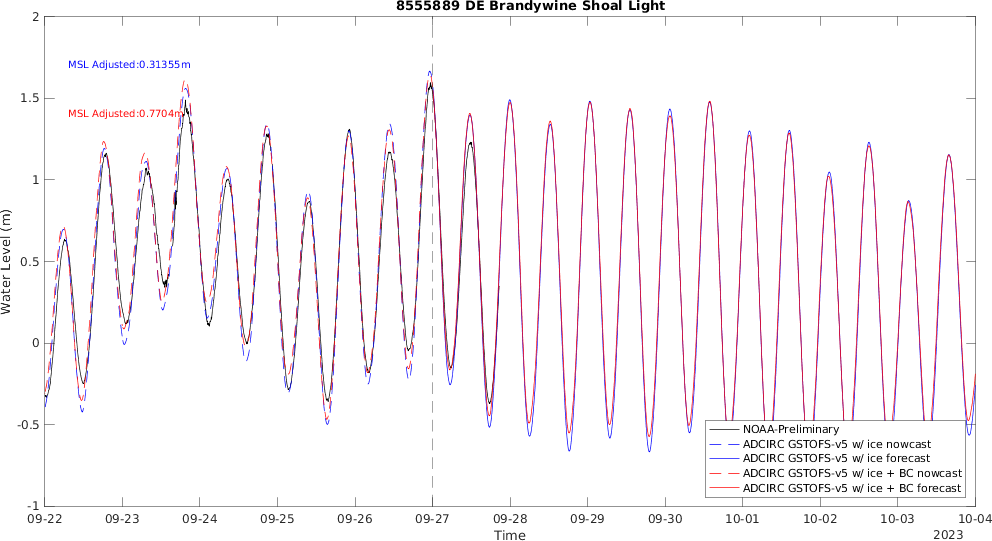 8555889 DE Brandywine Shoal Light
MSL Adjusted:0.31355m
MSL Adjusted:0.7704m
Water Level (m)
2
1.5
1
0.5
0
-0.5
-1
NOAA-Preliminary
ADCIRC GSTOFS-v5 w/ ice nowcast
ADCIRC GSTOFS-v5 w/ ice forecast
ADCIRC GSTOFS-v5 w/ ice + BC nowcast
ADCIRC GSTOFS-v5 w/ ice + BC forecast
09-22 09-23 09-24 09-25 09-26 09-27 09-28 09-29 09-30 10-01 10-02 10-03 10-04
Time
2023